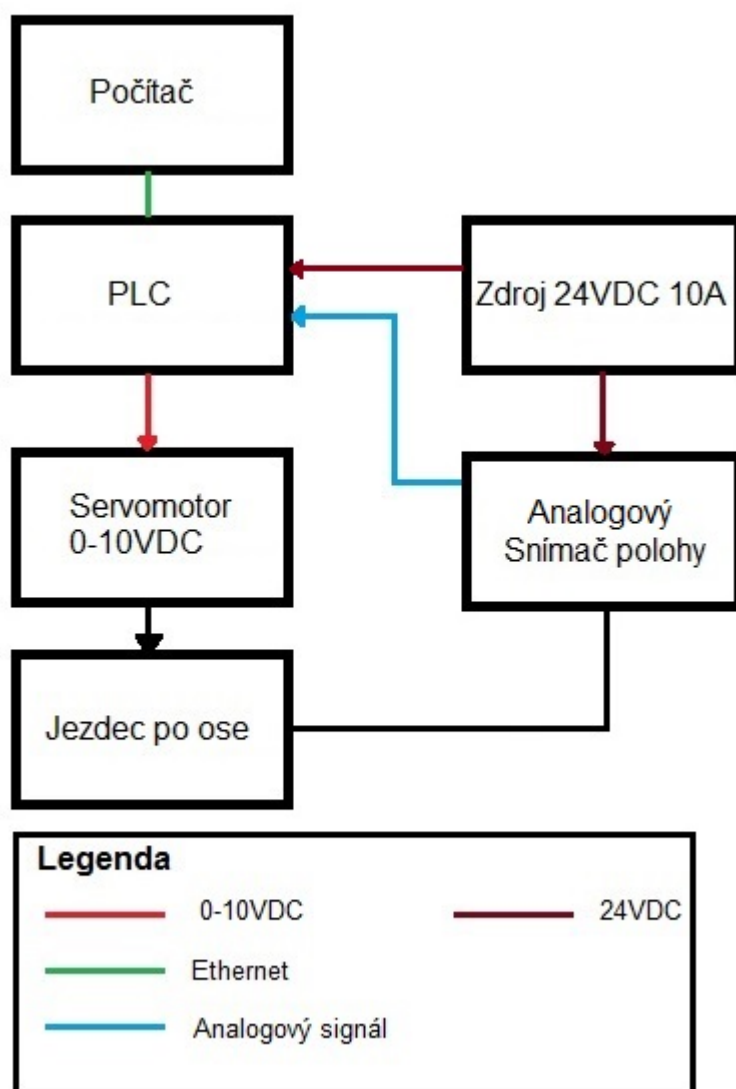 Počítač
PLC
Zdroj 24VDC 10A
Servomotor
0-10VDC
Analogový
Snímač polohy
Jezdec po ose
Legenda
0-10VDC
24VDC
Ethernet
Analogový signál